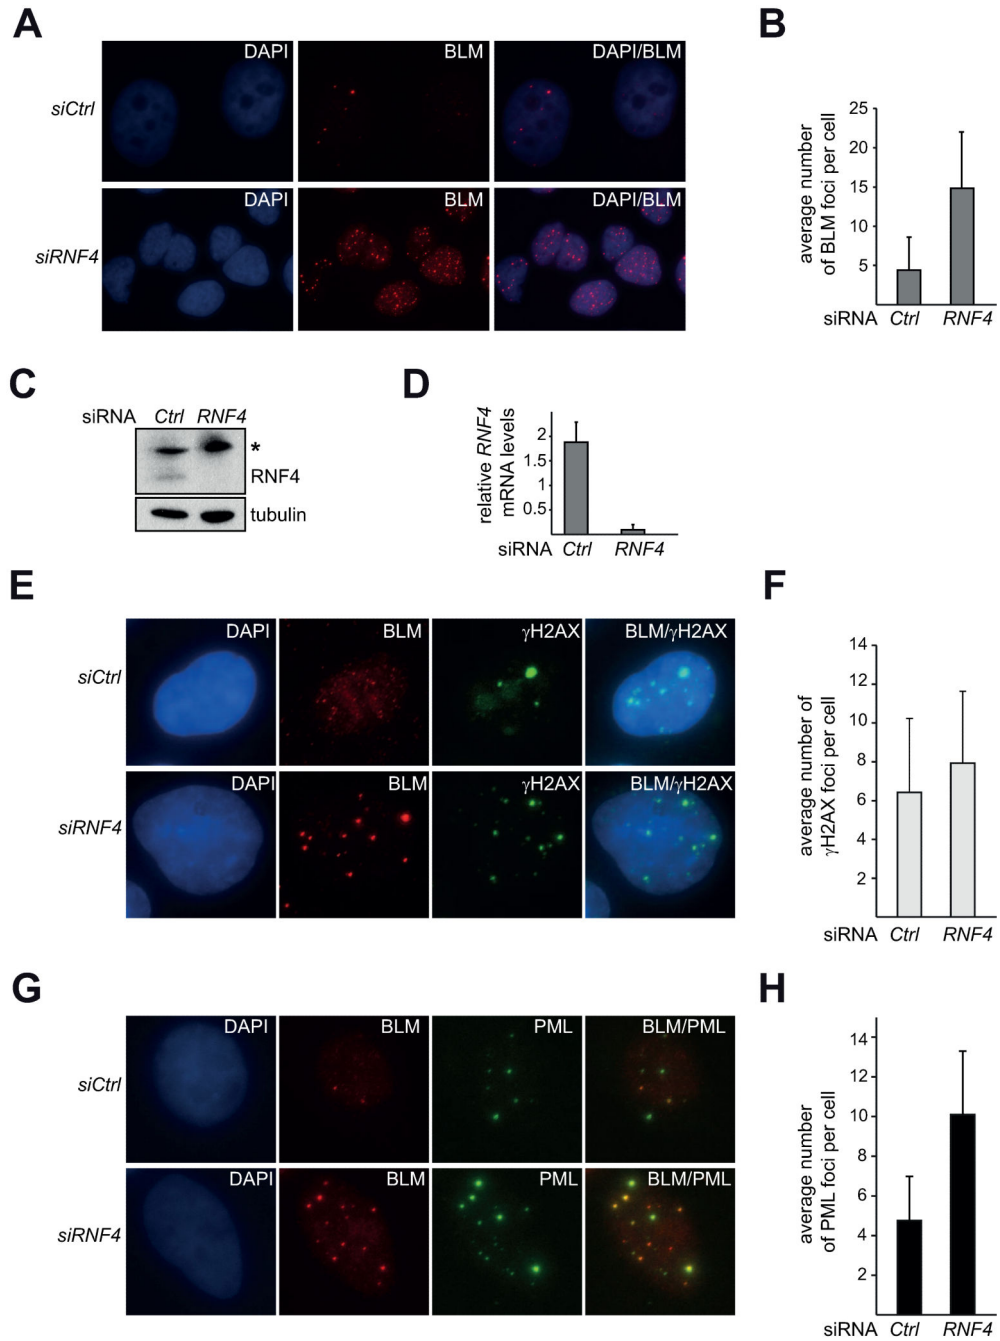 A
DAPI BLM DAPI/BLM
siCtrl
DAPI BLM DAPI/BLM
siRNF4
B
average number
of BLM foci per cell
25
20
15
10
5
siRNA Ctrl RNF4
C
siRNA Ctrl RNF4
*
RNF4
tubulin
D
relative RNF4
mRNA levels
2
1.5
1
0.5
siRNA Ctrl RNF4
E
DAPI BLM γH2AX BLM/γH2AX
siCtrl
DAPI BLM γH2AX BLM/γH2AX
siRNF4
F
average number of
γH2AX foci per cell
14
12
10
8
6
4
2
siRNA Ctrl RNF4
G
DAPI BLM PML BLM/PML
siCtrl
DAPI BLM PML BLM/PML
siRNF4
H
average number
of PML foci per cell
14
12
10
8
6
4
2
siRNA Ctrl RNF4